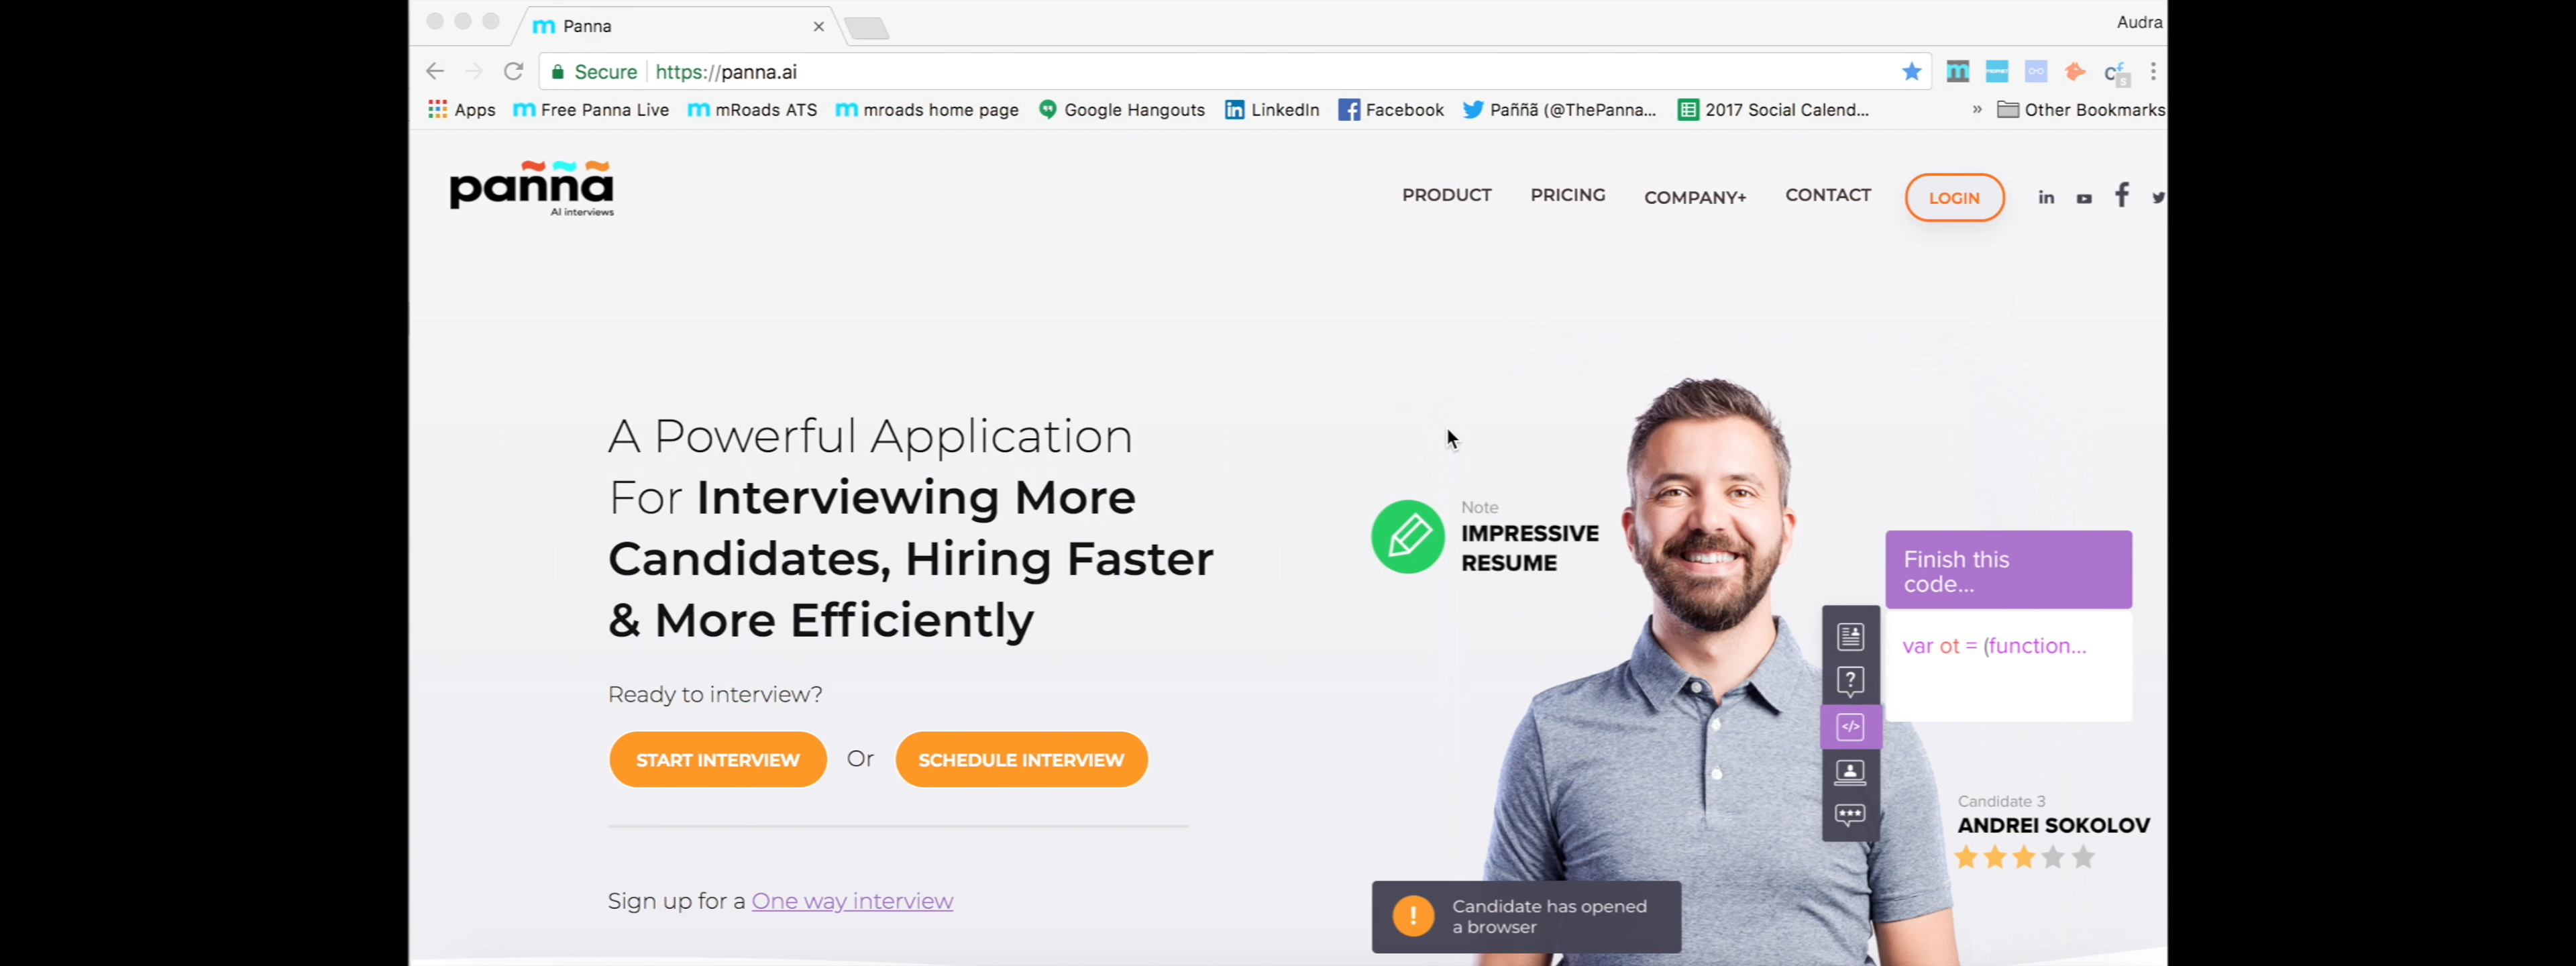 Panna
Audra
Secure https://panna.ai
Apps Free Panna Live mRoads ATS mroads home page Google Hangouts LinkedIn Facebook Paññã (@ThePanna... 2017 Social Calend... » Other Bookmarks
pañña
AI interviews
PRODUCT PRICING COMPANY+ CONTACT LOGIN
A Powerful Application
For Interviewing More
Candidates, Hiring Faster
& More Efficiently
Ready to interview?
START INTERVIEW Or SCHEDULE INTERVIEW
Sign up for a One way interview
Note
IMPRESSIVE
RESUME
Finish this
code...
var ot = (function...
Candidate 3
ANDREI SOKOLOV
Candidate has opened
a browser